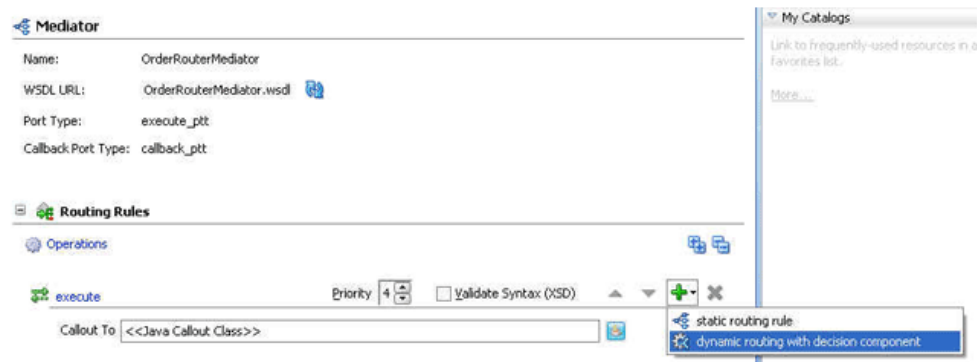 Mediator
Name: OrderRouterMediator
WSDL URL: OrderRouterMediator.wsdl
Port Type: execute_ptt
Callback Port Type: callback_ptt
Routing Rules
Operations
execute Priority 4 Validate Syntax (XSD)
Callout To <<Java Callout Class>>
static routing rule
dynamic routing with decision component
My Catalogs
Link to frequently-used resources in a
favorites list.
More...